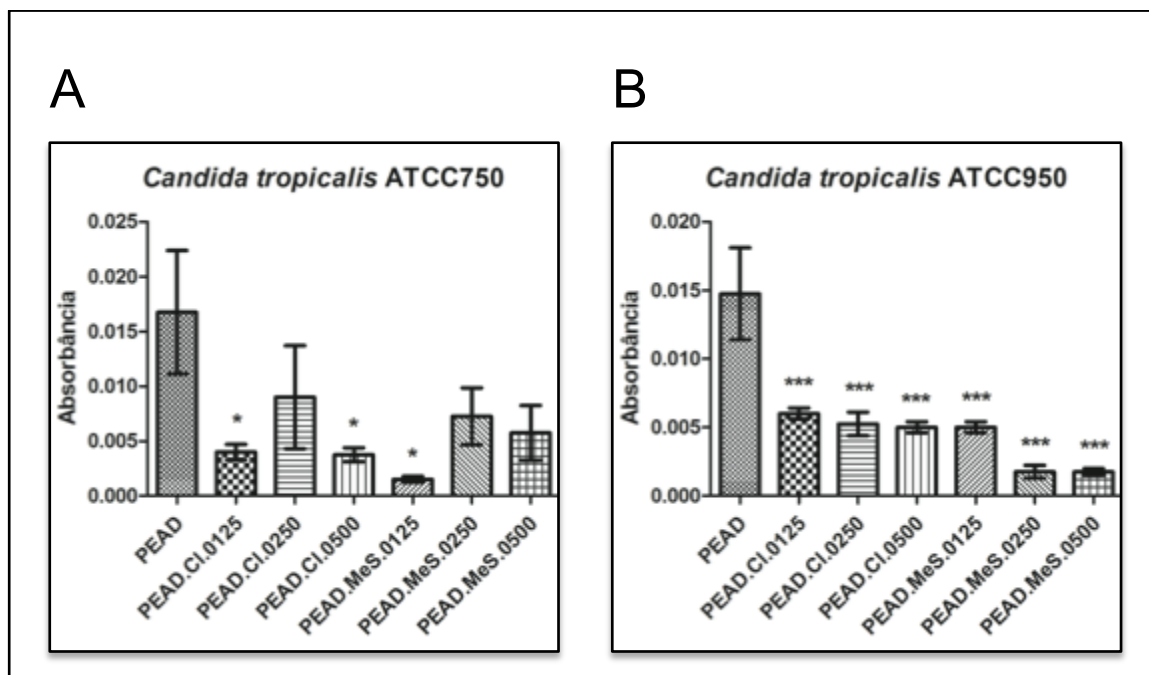 A
Candida tropicalis ATCC750
Absorbância
0.025
0.020
0.015
0.010
0.005
0.000
*
*
*
PEAD
PEAD.Cl.0125
PEAD.Cl.0250
PEAD.Cl.0500
PEAD.MeS.0125
PEAD.MeS.0250
PEAD.MeS.0500
B
Candida tropicalis ATCC950
Absorbância
0.020
0.015
0.010
0.005
0.000
***
***
***
***
***
***
PEAD
PEAD.Cl.0125
PEAD.Cl.0250
PEAD.Cl.0500
PEAD.MeS.0125
PEAD.MeS.0250
PEAD.MeS.0500